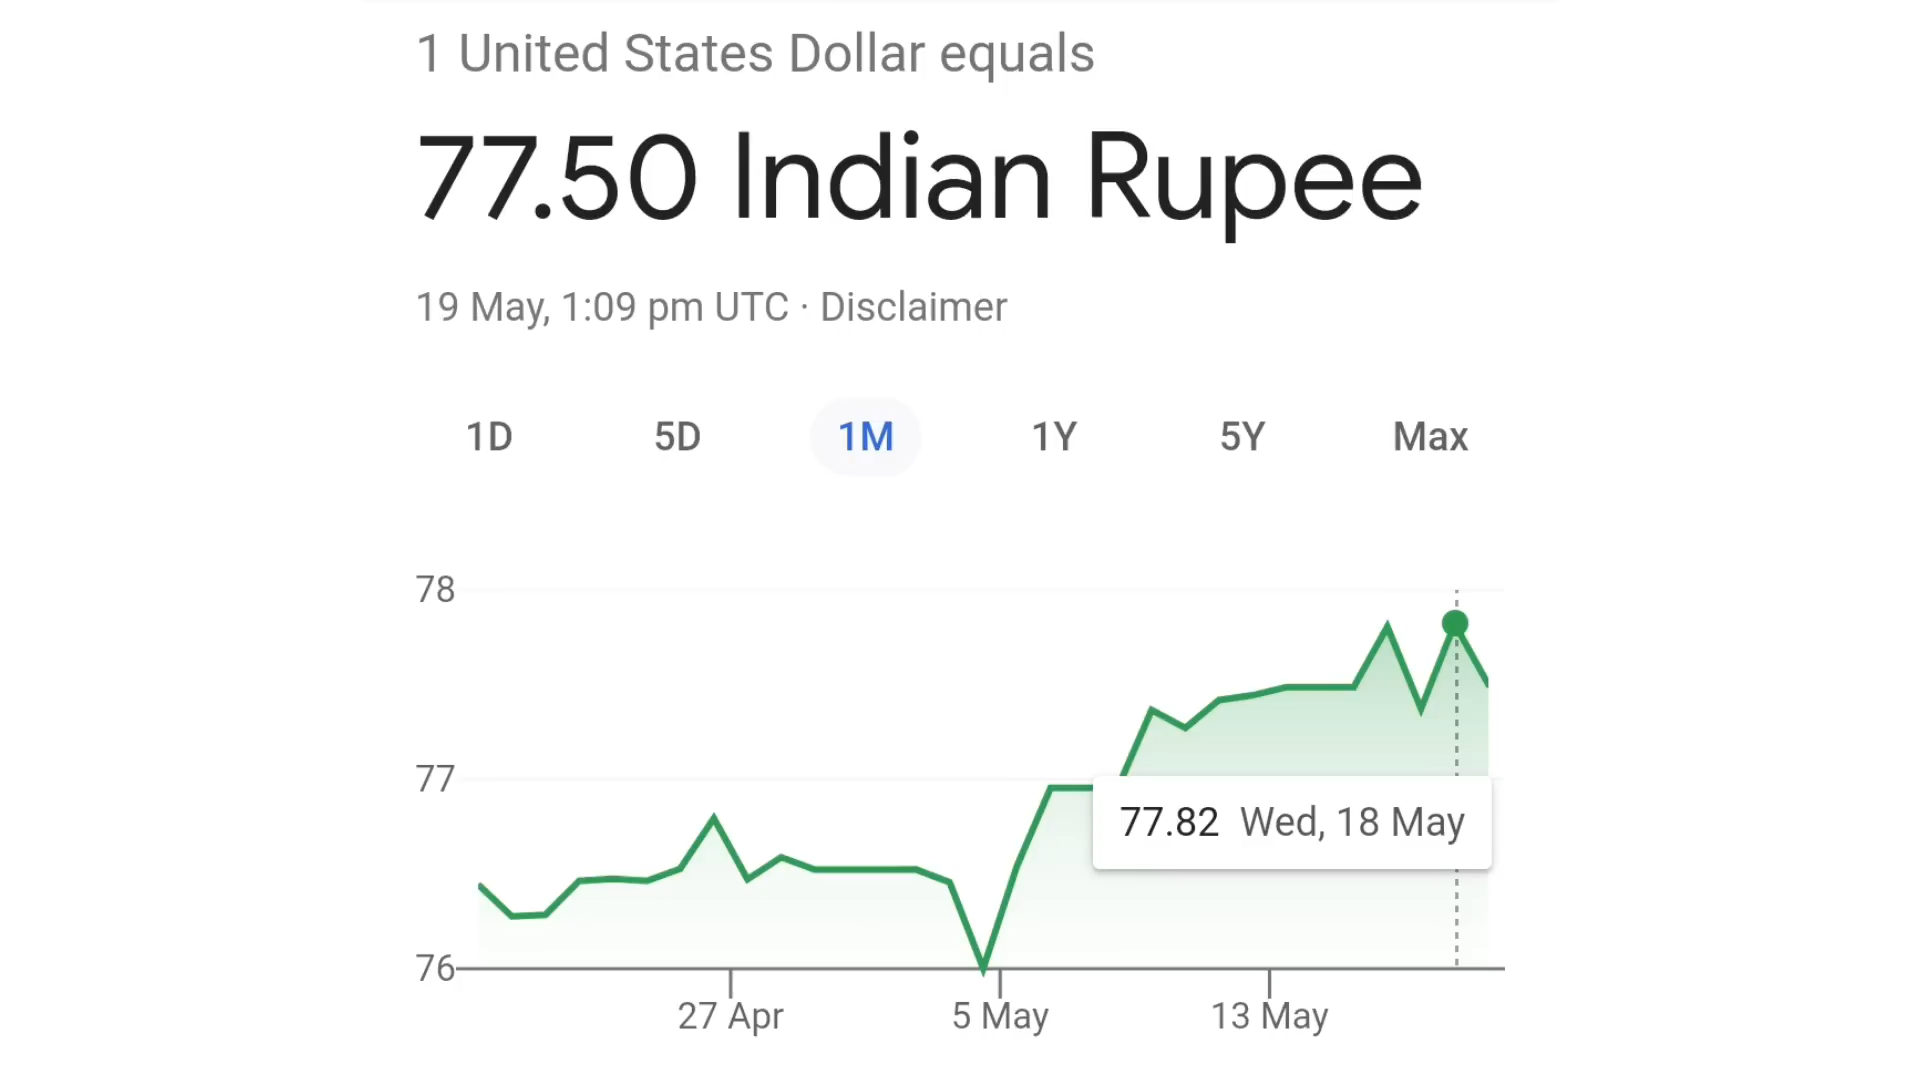 1 United States Dollar equals
77.50 Indian Rupee
19 May, 1:09 pm UTC · Disclaimer
1D 5D 1M 1Y 5Y Max
78
77
77.82 Wed, 18 May
76
27 Apr 5 May 13 May